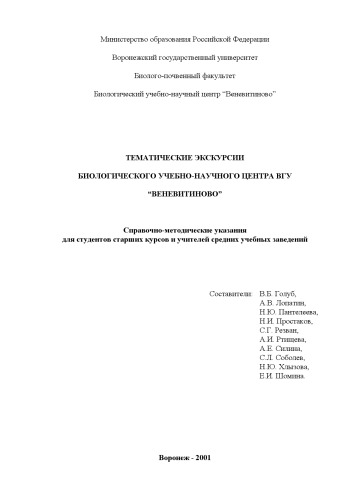 Министерство образования Российской Федерации
Воронежский государственный университет
Биолого-почвенный факультет
Биологический учебно-научный центр “Веневитиново”
ТЕМАТИЧЕСКИЕ ЭКСКУРСИИ
БИОЛОГИЧЕСКОГО УЧЕБНО-НАУЧНОГО ЦЕНТРА ВГУ
“ВЕНЕВИТИНОВО”
Справочно-методические указания
для студентов старших курсов и учителей средних учебных заведений
Составители: В.Б. Голуб,
А.В. Лопатин,
Н.Ю. Пантелеева,
Н.И. Простаков,
С.Г. Резван,
А.И. Ртищева,
А.Е. Силина,
С.Л. Соболев,
Н.Ю. Хлызова,
Е.И. Шомина.
Воронеж - 2001